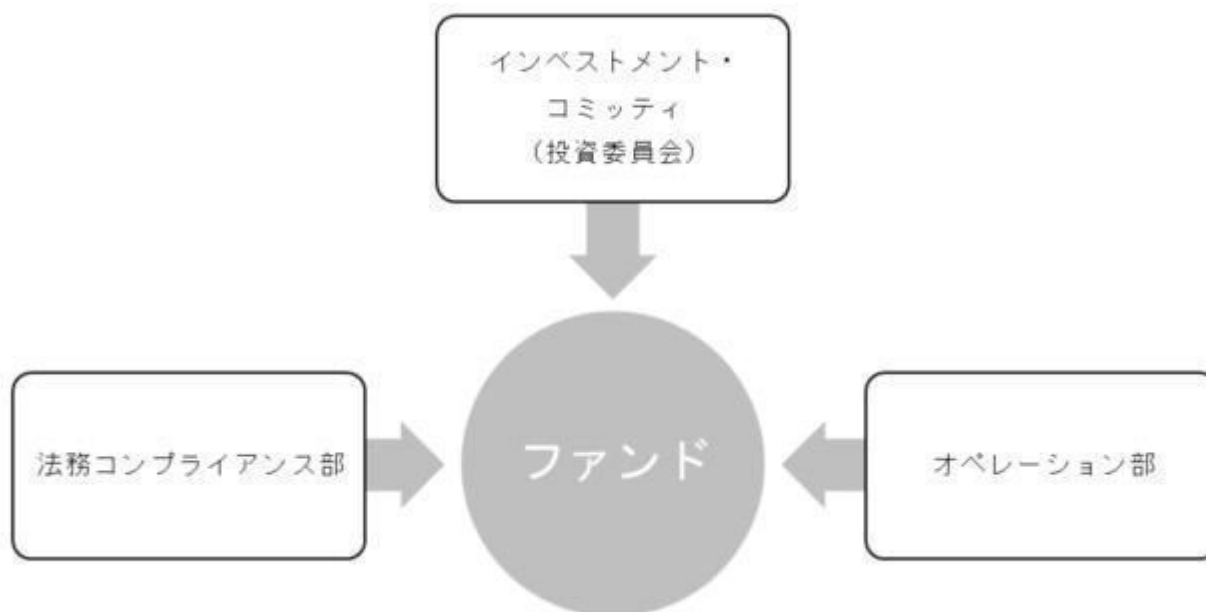 インベストメント・
コミッティ
（投資委員会）
法務コンプライアンス部
ファンド
オペレーション部